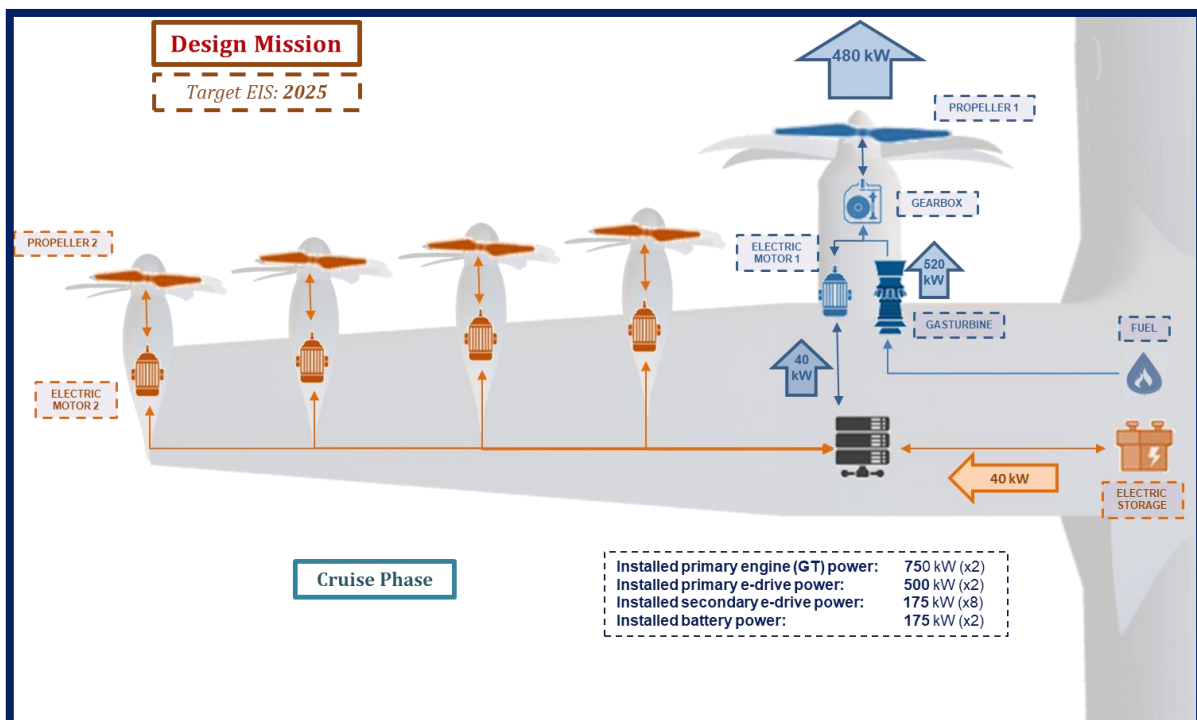 Design Mission
Target EIS: 2025
480 kW
PROPELLER 1
GEARBOX
PROPELLER 2
ELECTRIC
MOTOR 1
520
kW
GASTURBINE
FUEL
40
kW
ELECTRIC
MOTOR 2
40 kW
ELECTRIC
STORAGE
Cruise Phase
Installed primary engine (GT) power: 750 kW (x2)
Installed primary e-drive power: 500 kW (x2)
Installed secondary e-drive power: 175 kW (x8)
Installed battery power: 175 kW (x2)